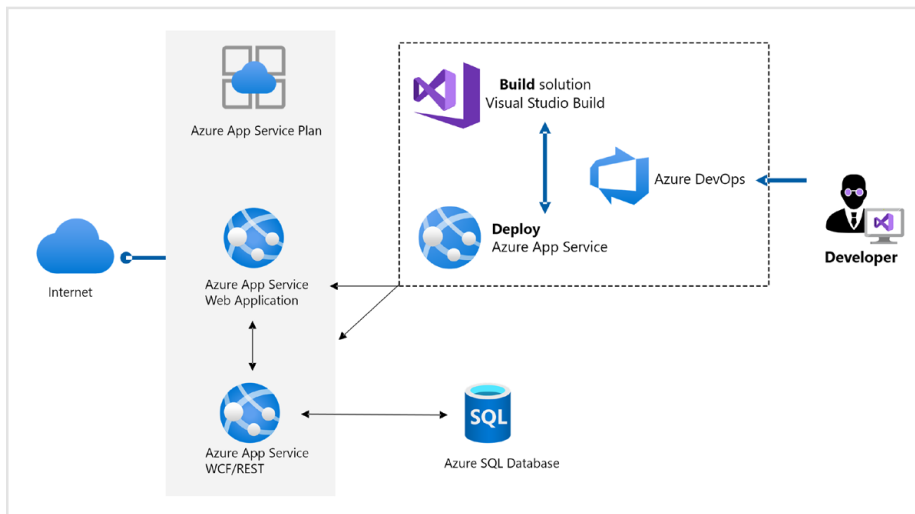 Azure App Service Plan
Build solution
Visual Studio Build
Azure DevOps
Deploy
Azure App Service
Developer
Internet
Azure App Service
Web Application
Azure App Service
WCF/REST
SQL
Azure SQL Database